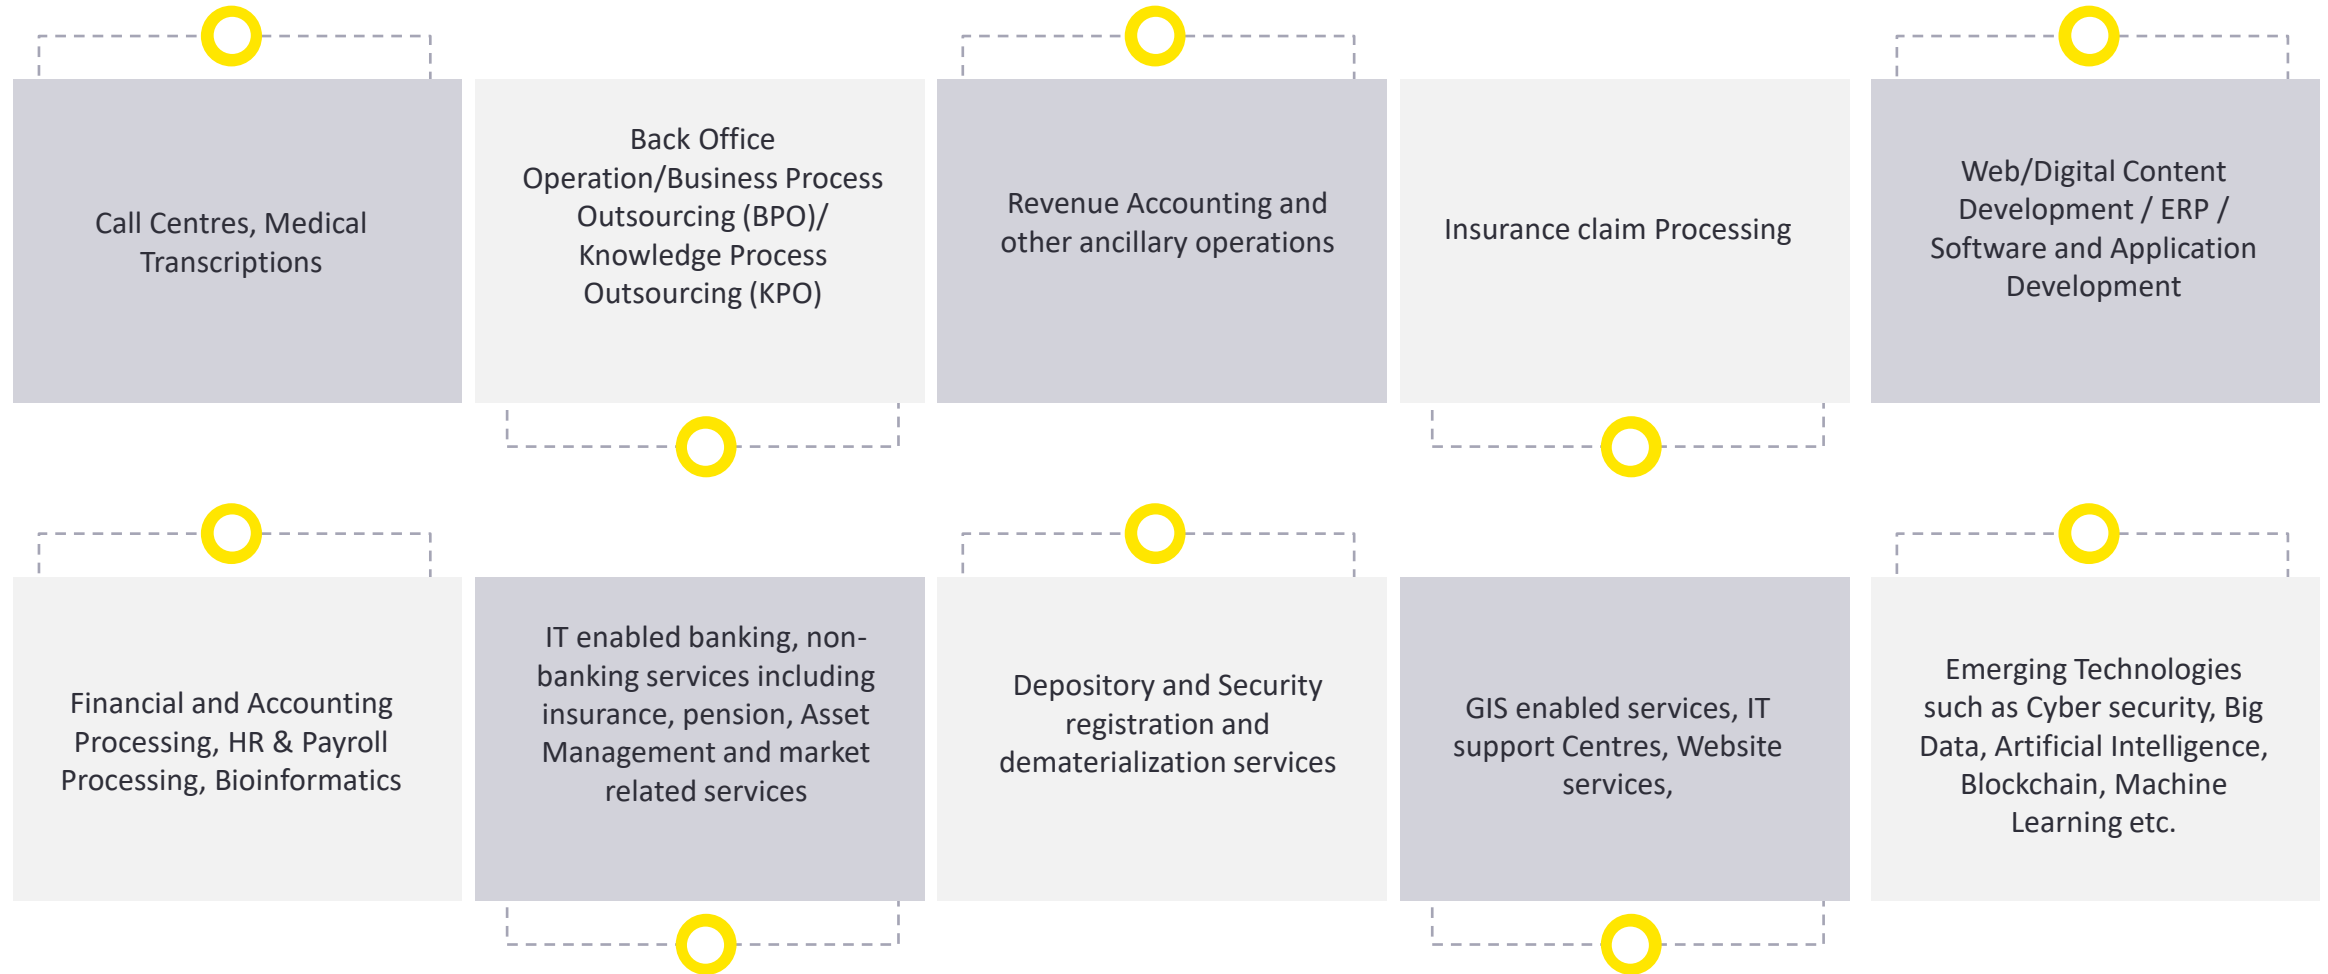 Call Centres, Medical
Transcriptions
Back Office
Operation/Business Process
Outsourcing (BPO)/
Knowledge Process
Outsourcing (KPO)
Revenue Accounting and
other ancillary operations
Insurance claim Processing
Web/Digital Content
Development / ERP /
Software and Application
Development
Financial and Accounting
Processing, HR & Payroll
Processing, Bioinformatics
IT enabled banking, non-
banking services including
insurance, pension, Asset
Management and market
related services
Depository and Security
registration and
dematerialization services
GIS enabled services, IT
support Centres, Website
services,
Emerging Technologies
such as Cyber security, Big
Data, Artificial Intelligence,
Blockchain, Machine
Learning etc.